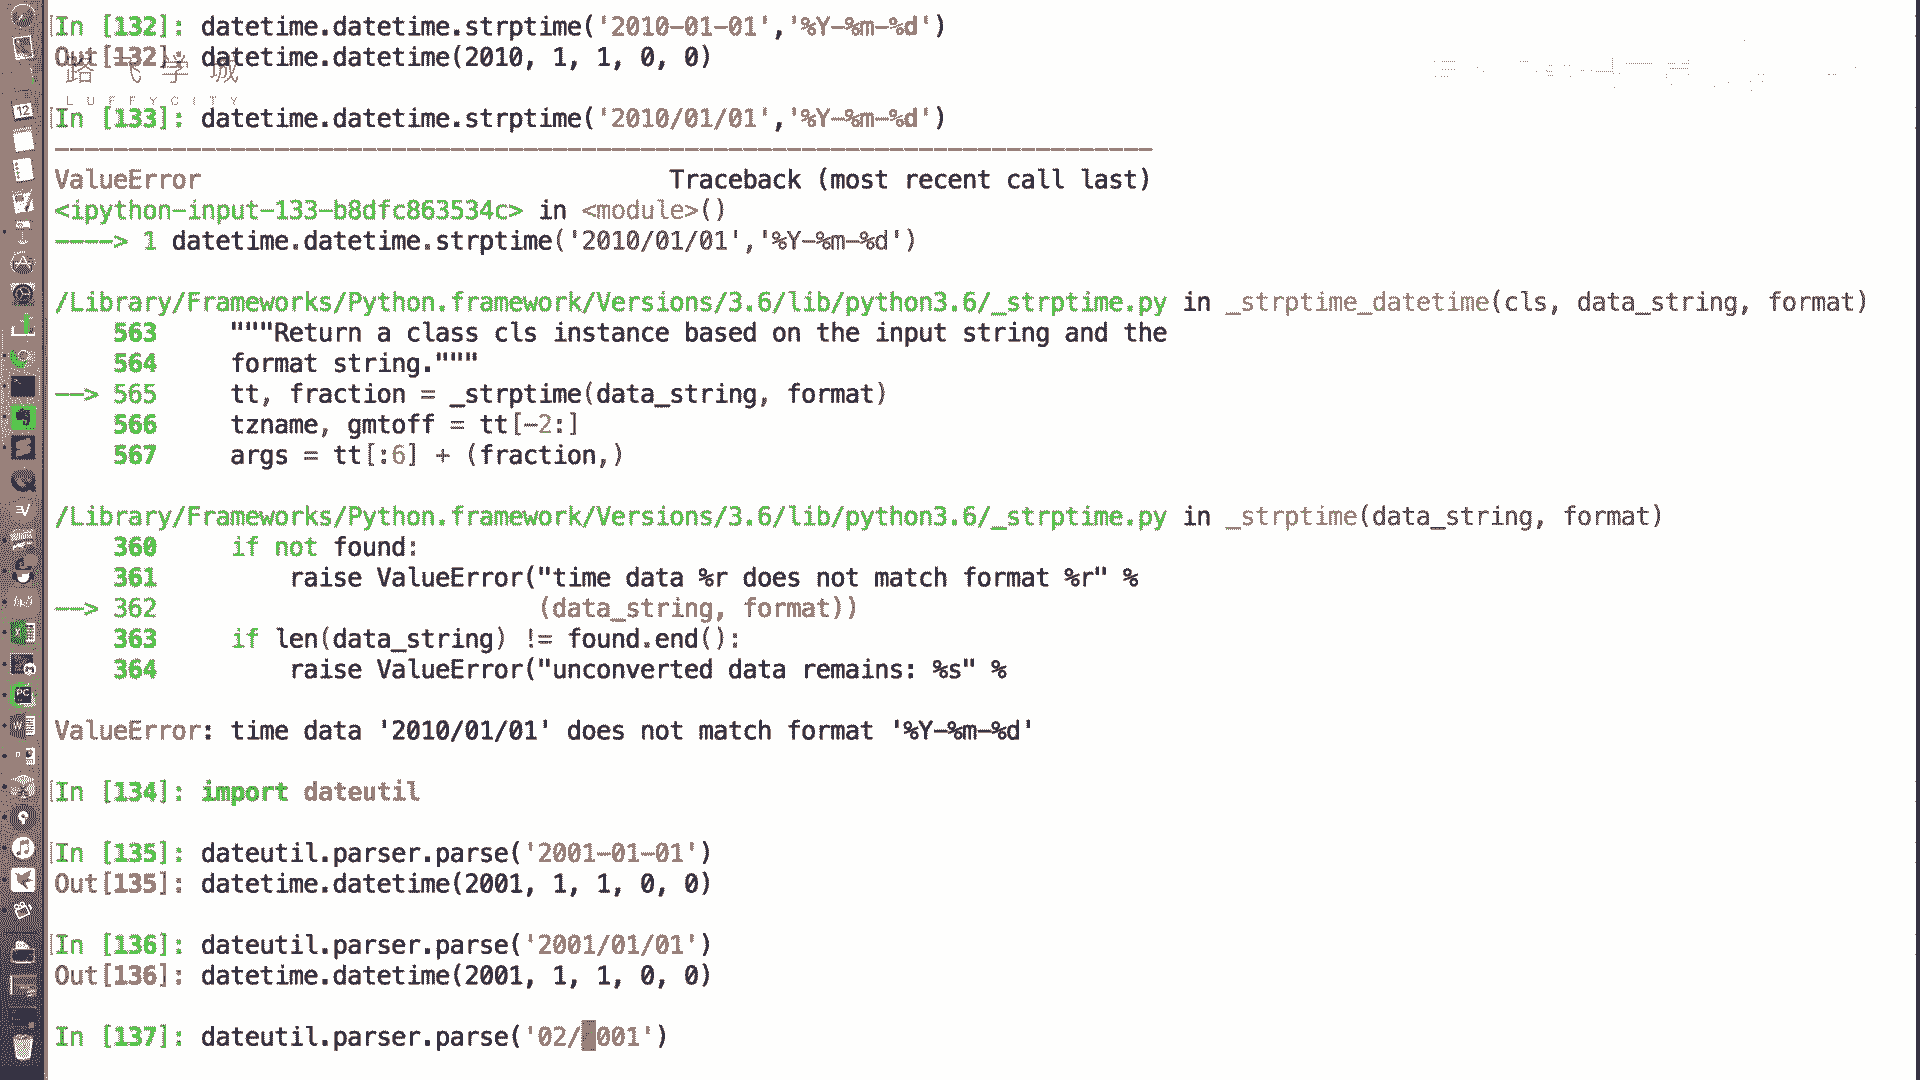 In [132]: datetime.datetime.strptime('2010-01-01','%Y-%m-%d')
Out[132]: datetime.datetime(2010, 1, 1, 0, 0)
路飞学城
LUFFYCITY
In [133]: datetime.datetime.strptime('2010/01/01','%Y-%m-%d')
---------------------------------------------------------------------------
ValueError                                Traceback (most recent call last)
<ipython-input-133-b8dfc863534c> in <module>()
----> 1 datetime.datetime.strptime('2010/01/01','%Y-%m-%d')
/Library/Frameworks/Python.framework/Versions/3.6/lib/python3.6/_strptime.py in _strptime_datetime(cls, data_string, format)
    563     """Return a class cls instance based on the input string and the
    564     format string."""
--> 565     tt, fraction = _strptime(data_string, format)
    566     tzname, gmtoff = tt[-2:]
    567     args = tt[:6] + (fraction,)
/Library/Frameworks/Python.framework/Versions/3.6/lib/python3.6/_strptime.py in _strptime(data_string, format)
    360     if not found:
    361         raise ValueError("time data %r does not match format %r" %
--> 362                          (data_string, format))
    363     if len(data_string) != found.end():
    364         raise ValueError("unconverted data remains: %s" %
ValueError: time data '2010/01/01' does not match format '%Y-%m-%d'
In [134]: import dateutil
In [135]: dateutil.parser.parse('2001-01-01')
Out[135]: datetime.datetime(2001, 1, 1, 0, 0)
In [136]: dateutil.parser.parse('2001/01/01')
Out[136]: datetime.datetime(2001, 1, 1, 0, 0)
In [137]: dateutil.parser.parse('02/001')